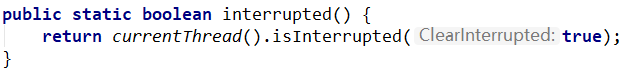 public static boolean interrupted() {
    return currentThread().isInterrupted( ClearInterrupted: true);
}